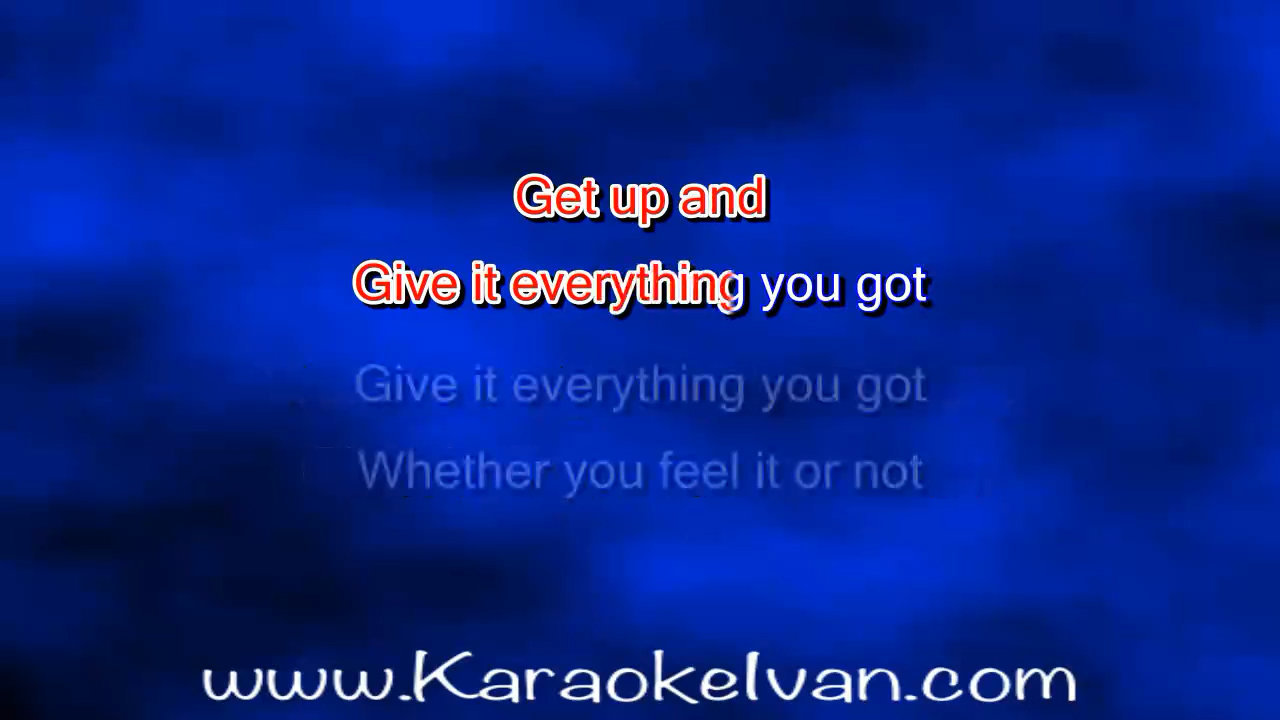 Get up and
Give it everything you got
Give it everything you got
Whether you feel it or not
www.KaraokeIvan.com